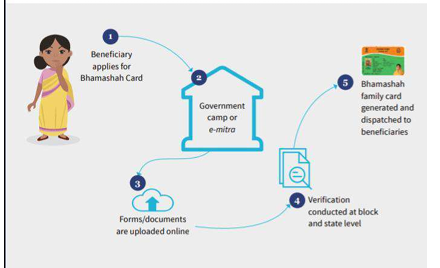 1
Beneficiary
applies for
Bhamashah Card
2
Government
camp or
e-mitra
3
Forms/documents
are uploaded online
4
Verification
conducted at block
and state level
5
Bhamashah
family card
generated and
dispatched to
beneficiaries